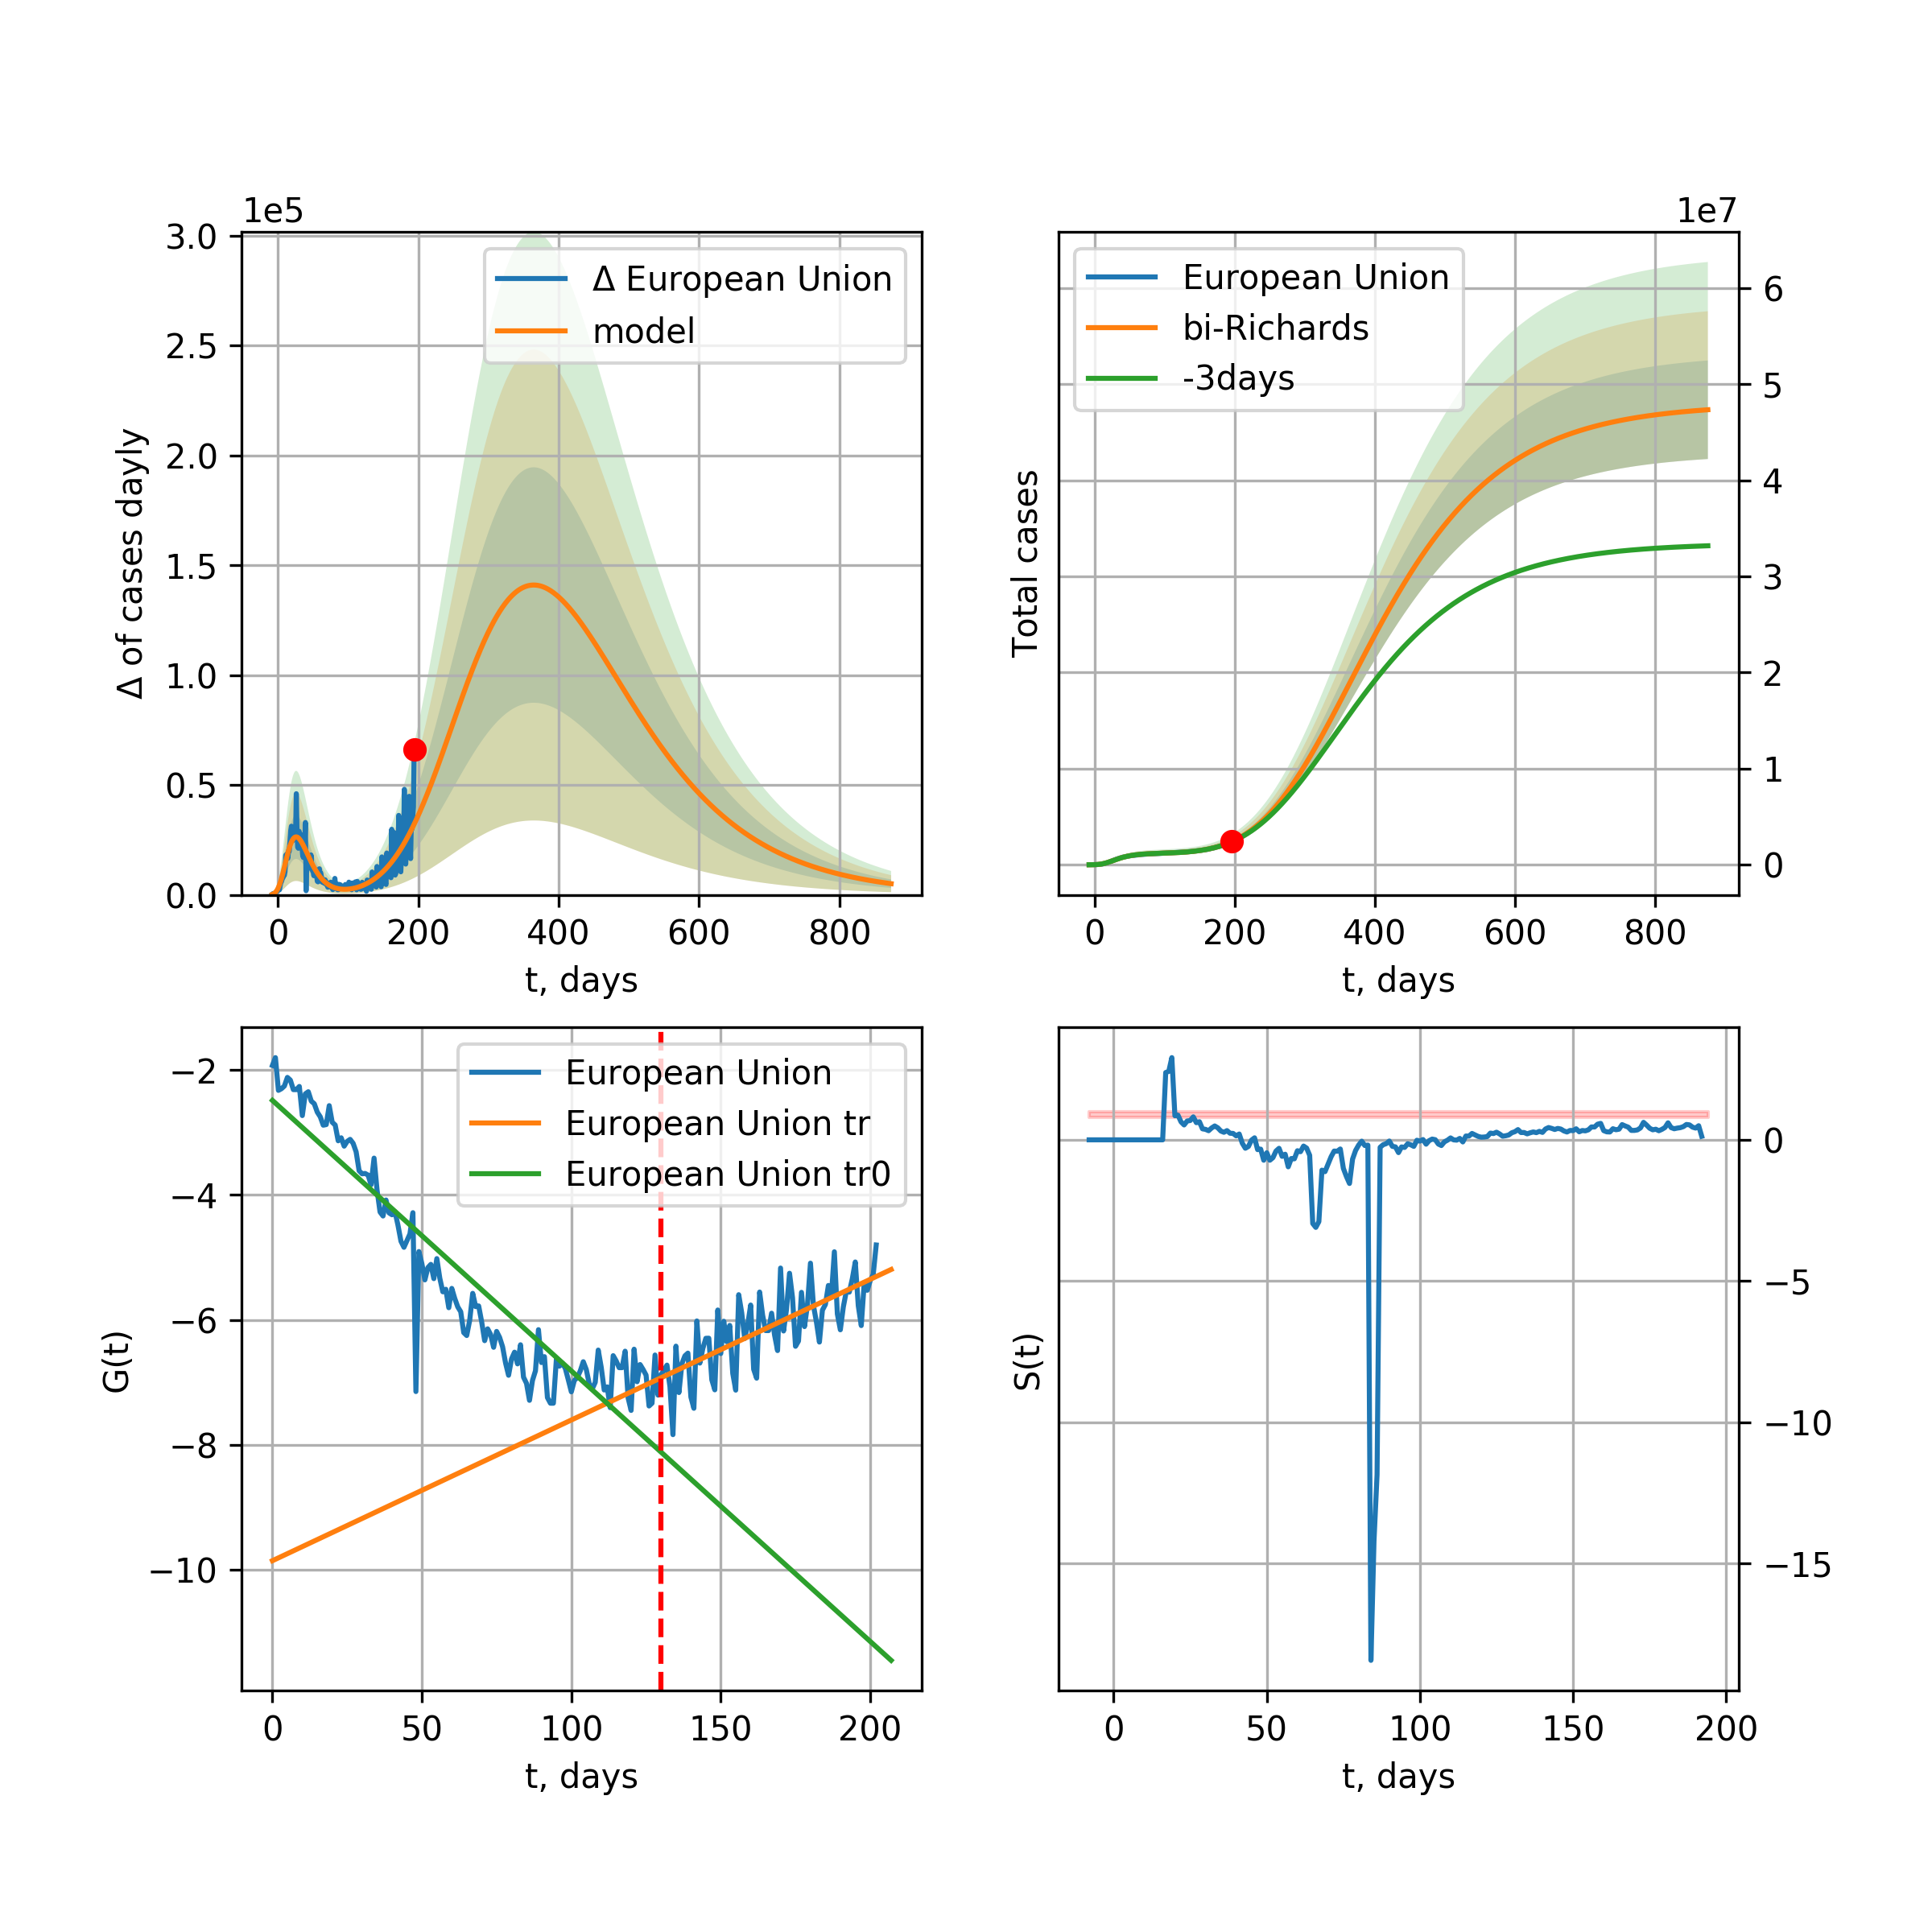 1e5
3.0
2.5
2.0
1.5
1.0
0.5
0.0
Δ of cases dayly
Δ European Union
model
0 200 400 600 800
t, days
1e7
European Union
bi-Richards
-3days
Total cases
6
5
4
3
2
1
0
0 200 400 600 800
t, days
−2
−4
−6
−8
−10
G(t)
European Union
European Union tr
European Union tr0
0 50 100 150 200
t, days
S(t)
0
−5
−10
−15
0 50 100 150 200
t, days